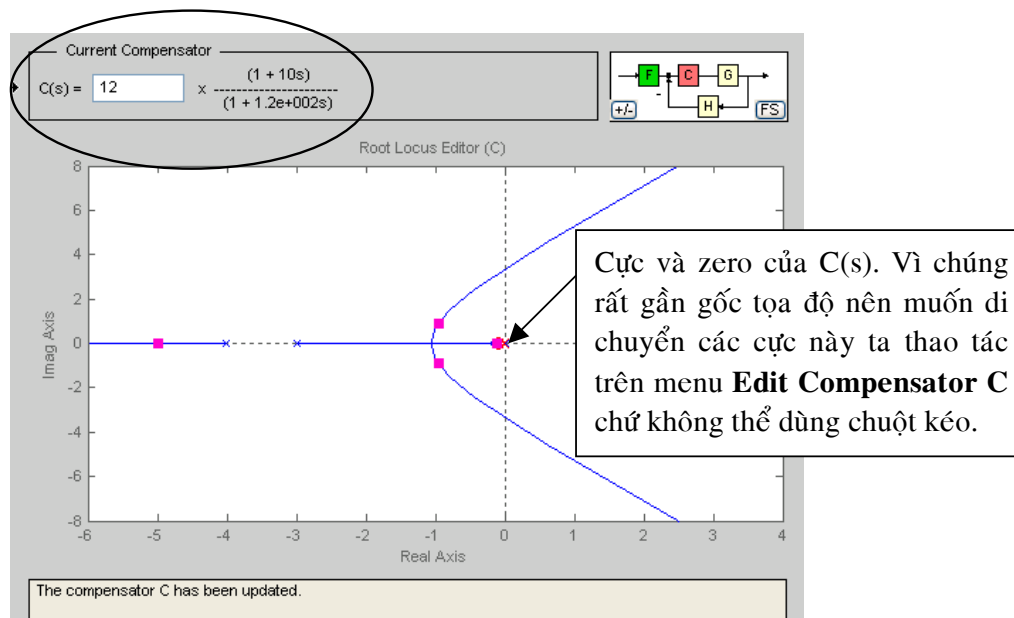 Current Compensator
C(s) = 12 x (1 + 10s)
(1 + 1.2e+002s)
F C G
H
+/- FS
Root Locus Editor (C)
8
6
4
2
0
-2
-4
-6
-8
Imag Axis
-6 -5 -4 -3 -2 -1 0 1 2 3 4
Real Axis
Cực và zero của C(s). Vì chúng
rất gần gốc tọa độ nên muốn di
chuyển các cực này ta thao tác
trên menu Edit Compensator C
chứ không thể dùng chuột kéo.
The compensator C has been updated.